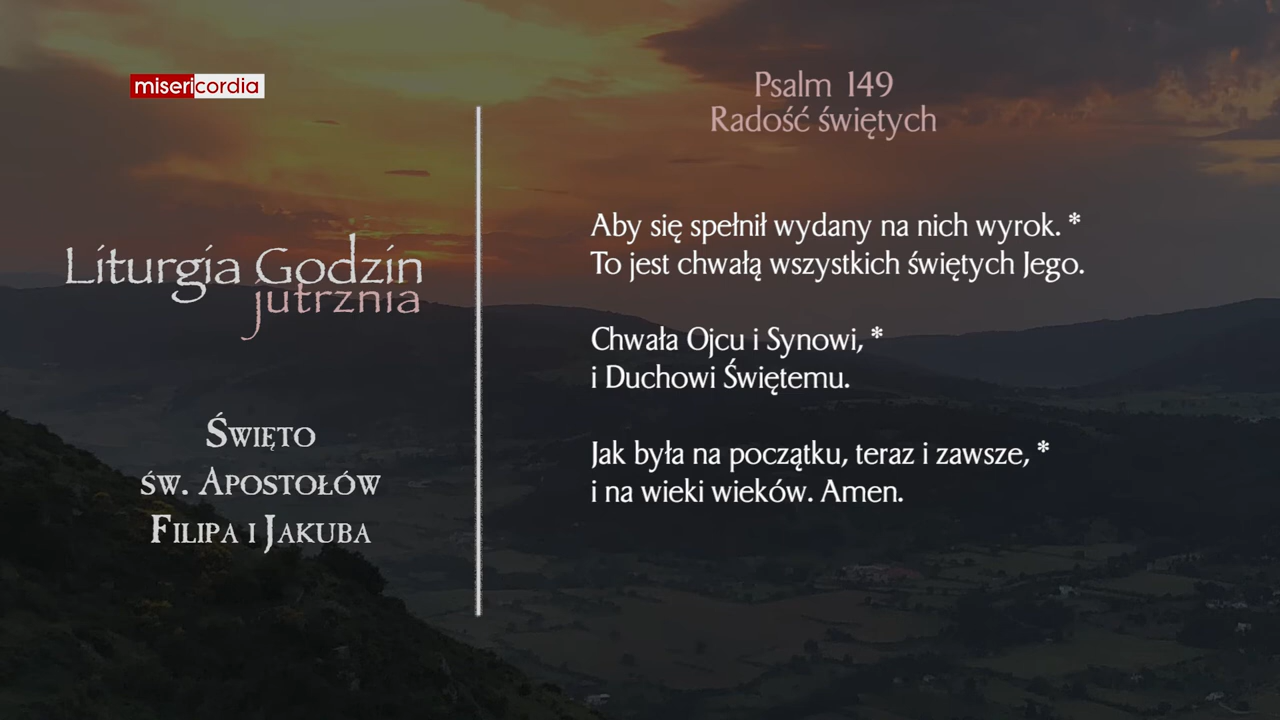 misericordia
Liturgia Godzin
jutrznia
Święto
św. Apostołów
Filipa i Jakuba
Psalm 149
Radość świętych
Aby się spełnił wydany na nich wyrok. *
To jest chwałą wszystkich świętych Jego.
Chwała Ojcu i Synowi, *
i Duchowi Świętemu.
Jak była na początku, teraz i zawsze, *
i na wieki wieków. Amen.